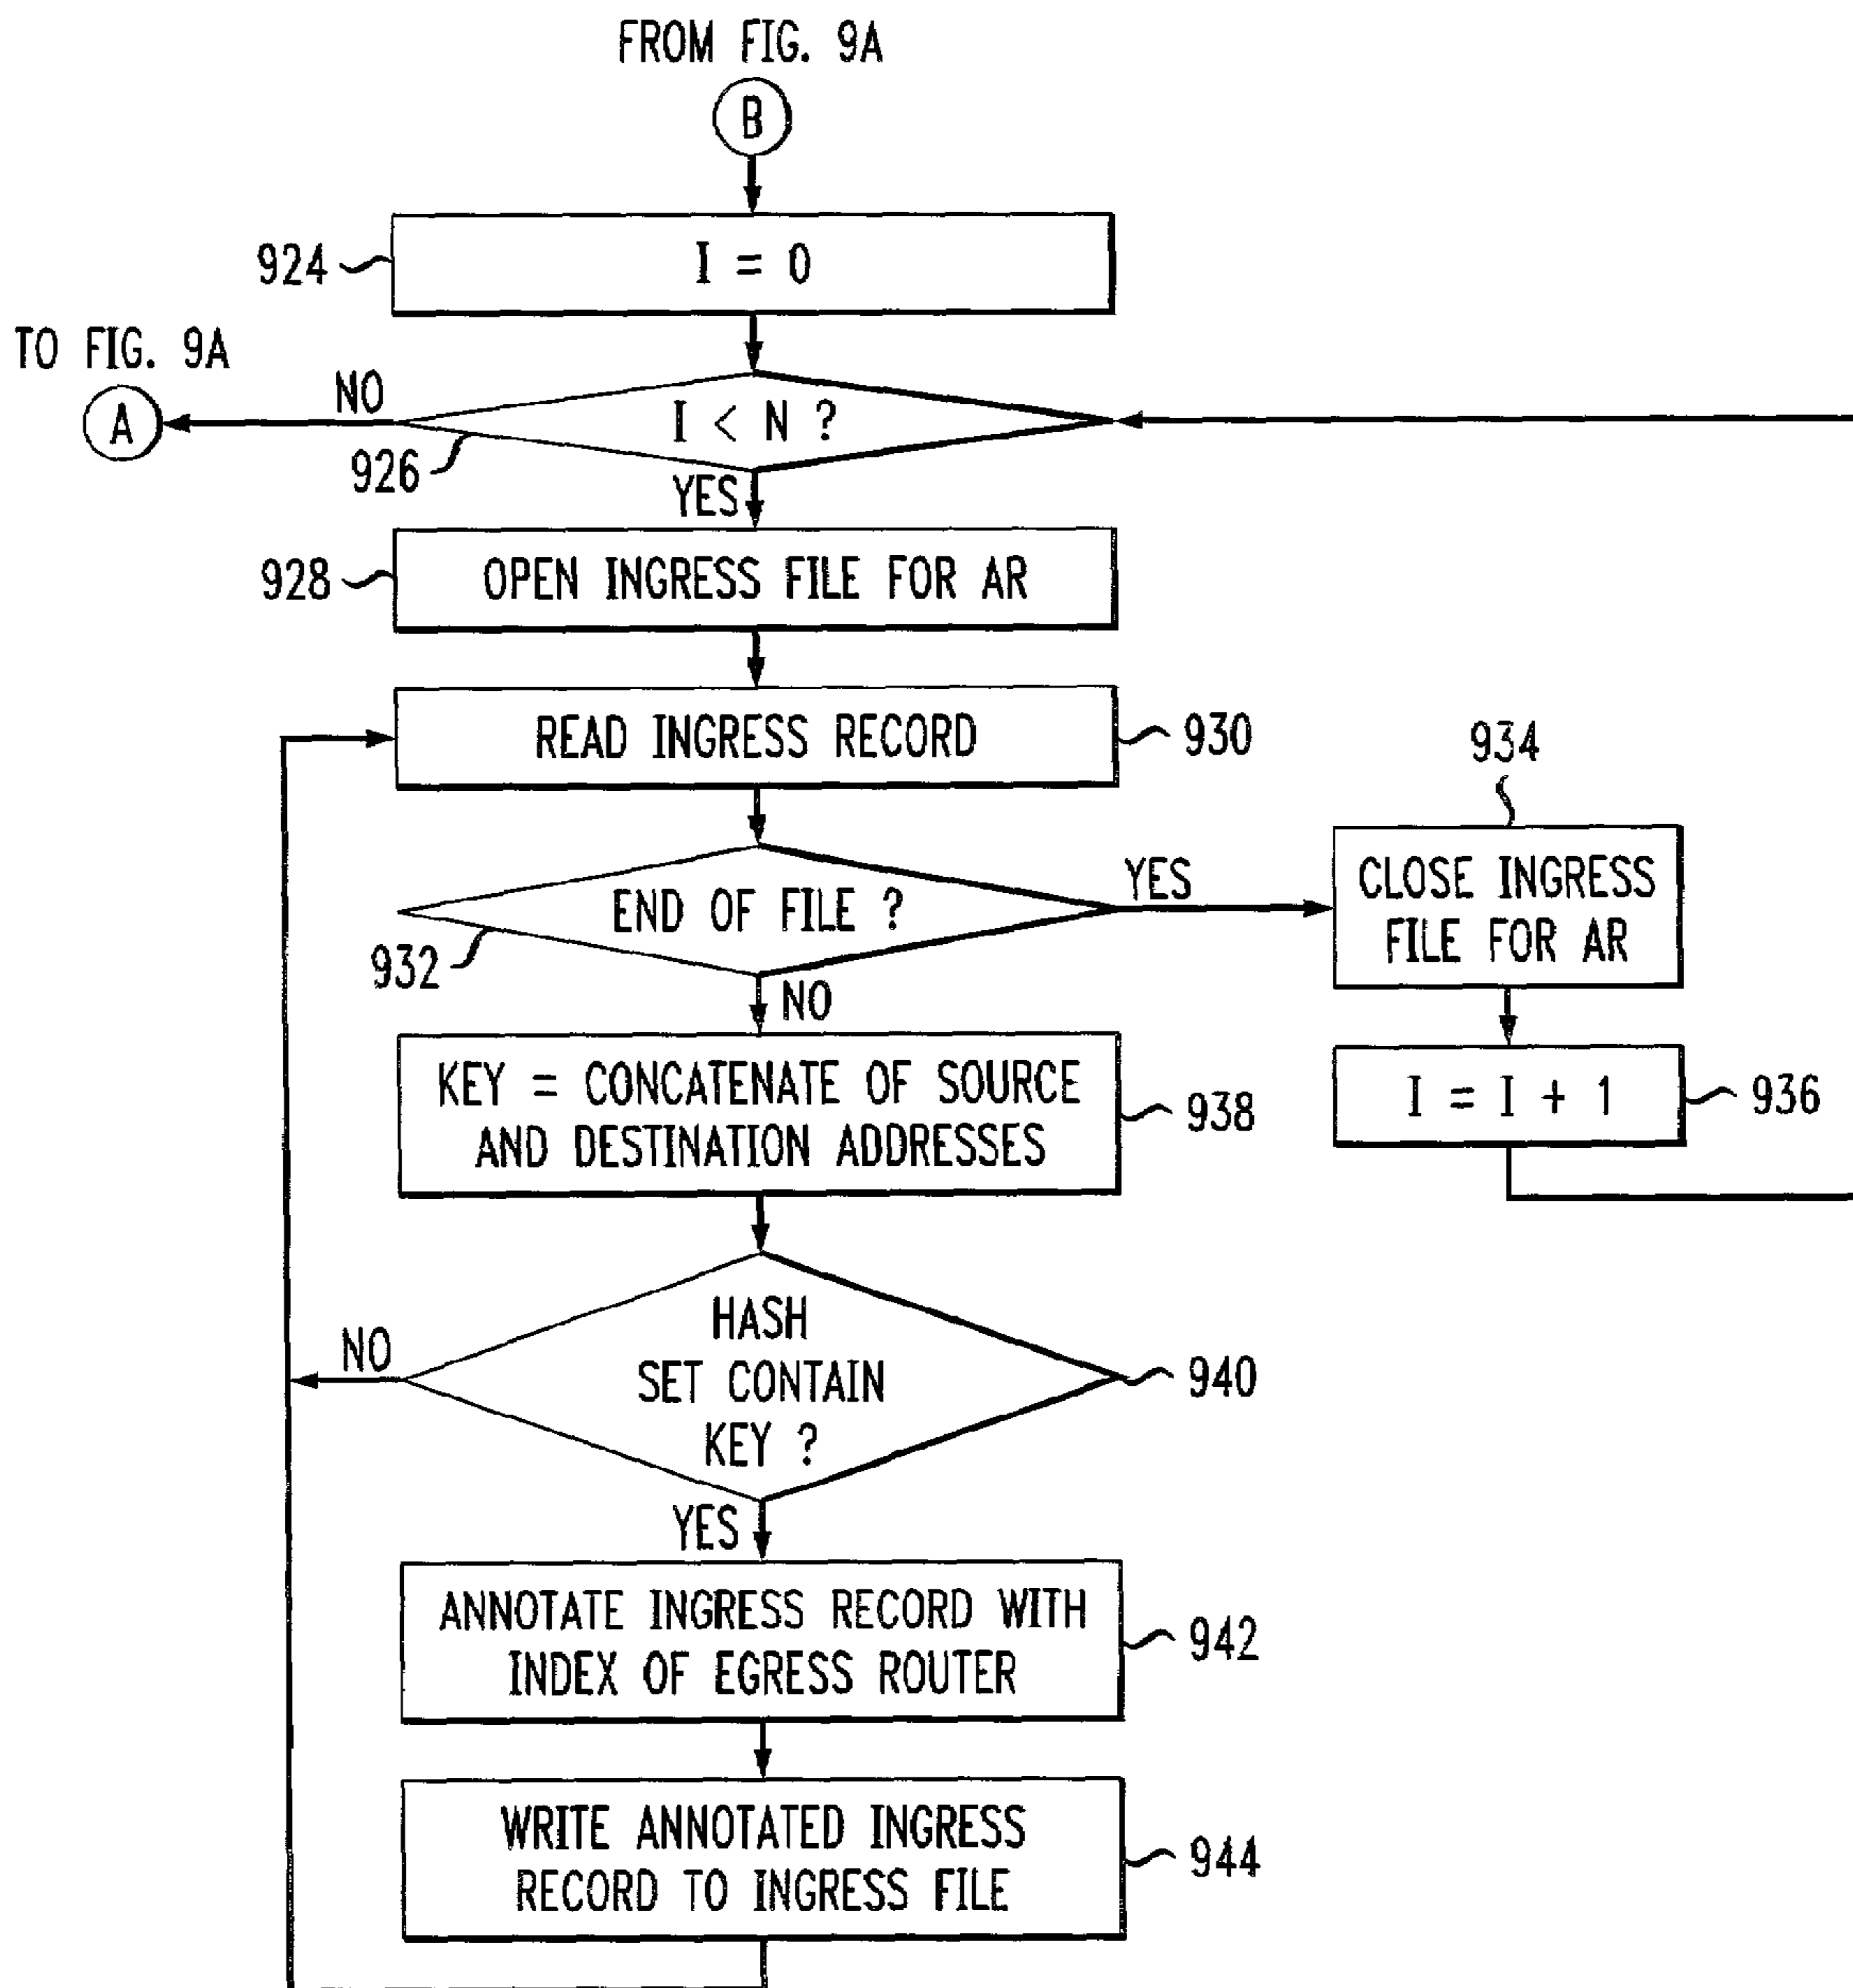 FROM FIG. 9A
B
924
I = 0
TO FIG. 9A
A
NO
I < N ?
926
YES
928
OPEN INGRESS FILE FOR AR
READ INGRESS RECORD
930
934
END OF FILE ?
YES
CLOSE INGRESS
FILE FOR AR
932
NO
KEY = CONCATENATE OF SOURCE
AND DESTINATION ADDRESSES
938
I = I + 1
936
HASH
SET CONTAIN
KEY ?
NO
940
YES
ANNOTATE INGRESS RECORD WITH
INDEX OF EGRESS ROUTER
942
WRITE ANNOTATED INGRESS
RECORD TO INGRESS FILE
944